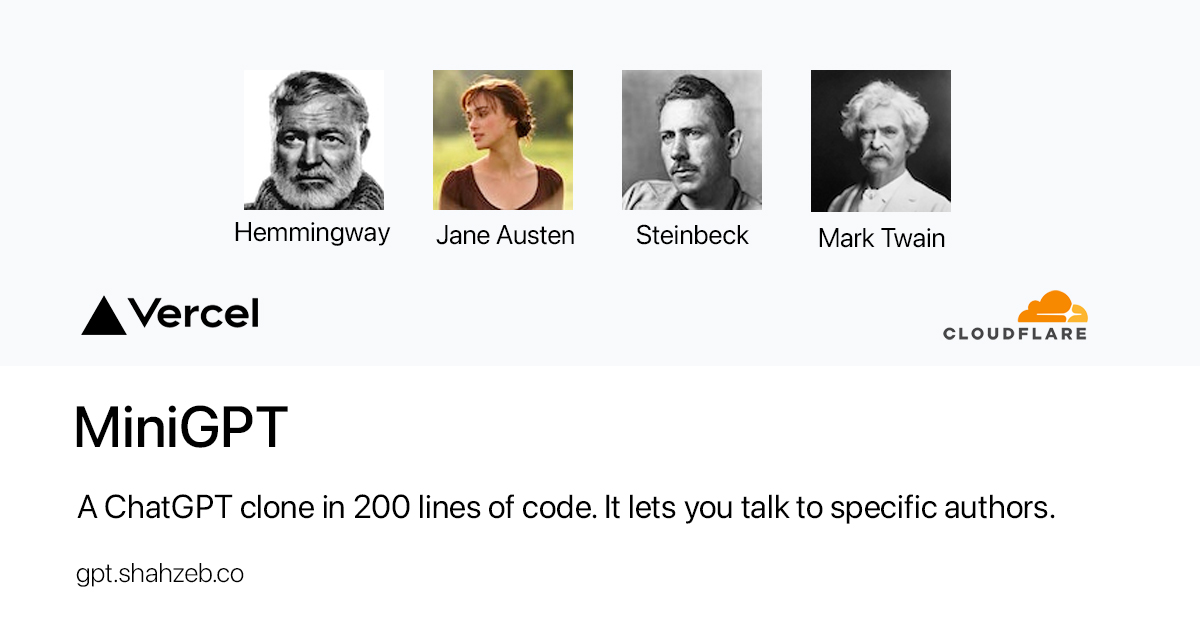 Hemmingway
Jane Austen
Steinbeck
Mark Twain
Vercel
CLOUDFLARE
MiniGPT
A ChatGPT clone in 200 lines of code. It lets you talk to specific authors.
gpt.shahzeb.co